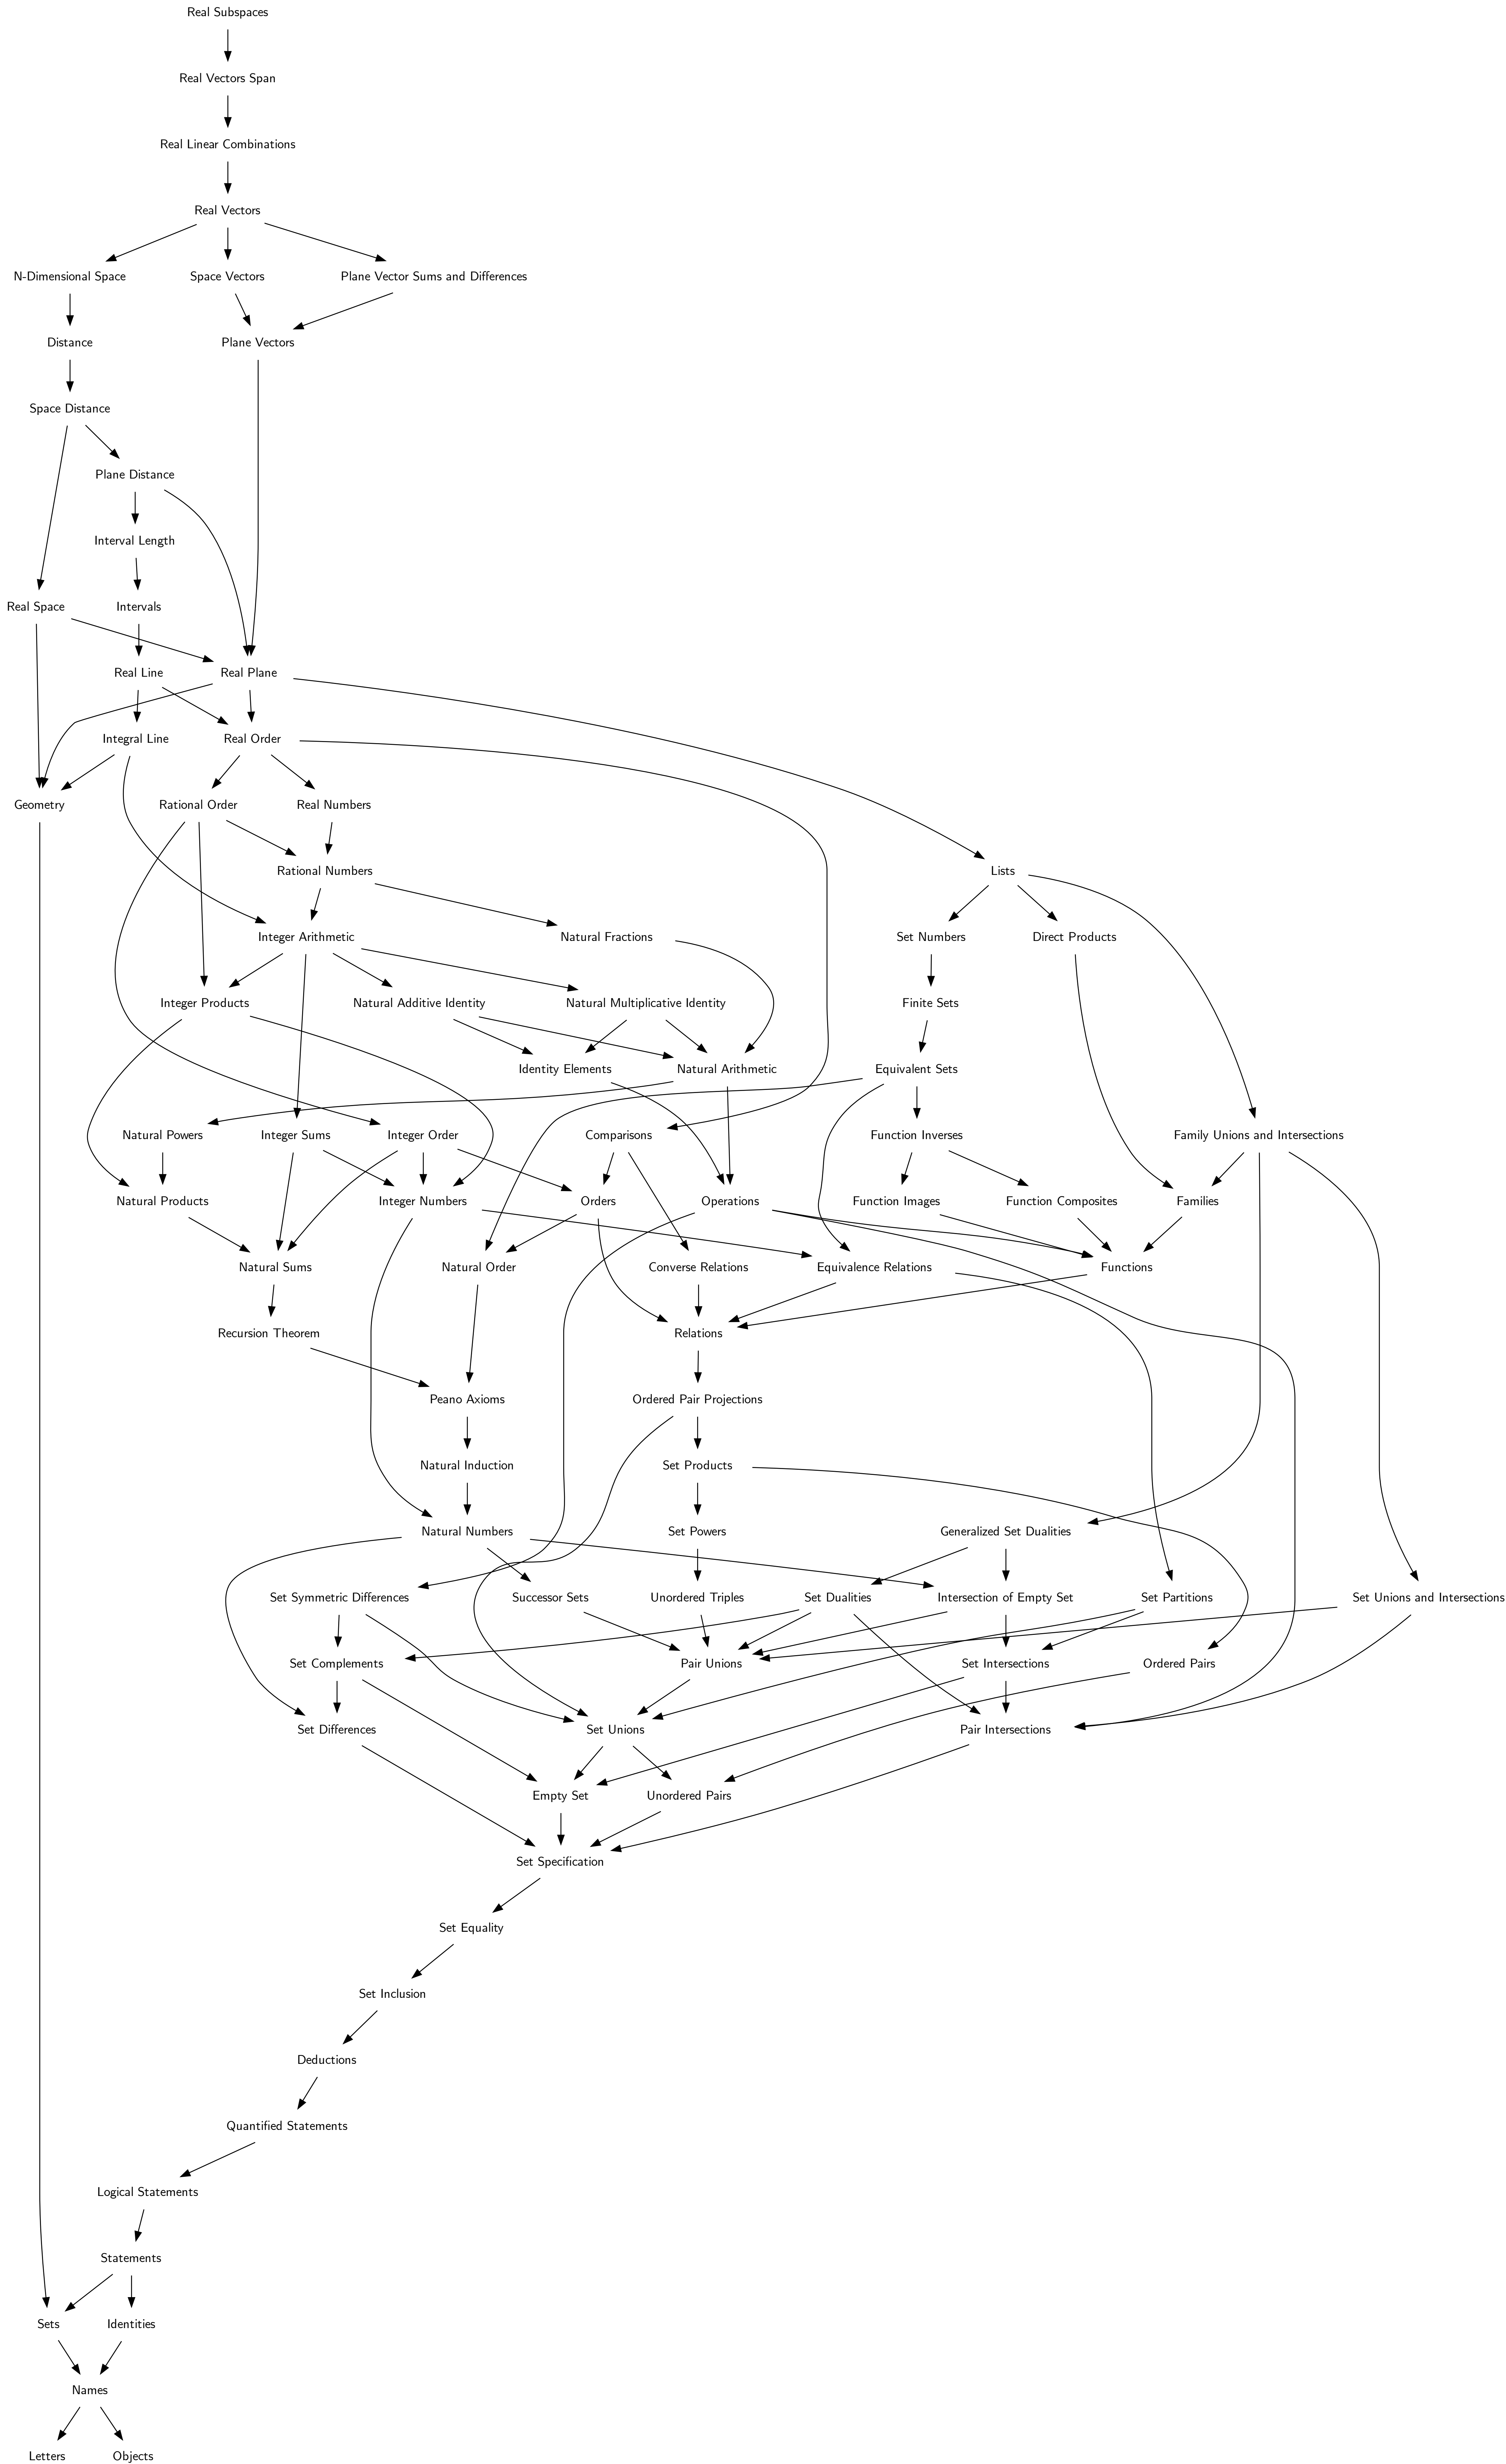 Real Subspaces
Real Vectors Span
Real Linear Combinations
Real Vectors
N-Dimensional Space
Space Vectors
Plane Vector Sums and Differences
Distance
Plane Vectors
Space Distance
Plane Distance
Interval Length
Real Space
Intervals
Real Line
Real Plane
Integral Line
Real Order
Geometry
Rational Order
Real Numbers
Rational Numbers
Lists
Integer Arithmetic
Natural Fractions
Set Numbers
Direct Products
Integer Products
Natural Additive Identity
Natural Multiplicative Identity
Finite Sets
Identity Elements
Natural Arithmetic
Equivalent Sets
Natural Powers
Integer Sums
Integer Order
Comparisons
Function Inverses
Family Unions and Intersections
Natural Products
Integer Numbers
Orders
Operations
Function Images
Function Composites
Families
Natural Sums
Natural Order
Converse Relations
Equivalence Relations
Functions
Recursion Theorem
Relations
Peano Axioms
Ordered Pair Projections
Natural Induction
Set Products
Natural Numbers
Set Powers
Generalized Set Dualities
Set Symmetric Differences
Successor Sets
Unordered Triples
Set Dualities
Intersection of Empty Set
Set Partitions
Set Unions and Intersections
Set Complements
Pair Unions
Set Intersections
Ordered Pairs
Set Differences
Set Unions
Pair Intersections
Empty Set
Unordered Pairs
Set Specification
Set Equality
Set Inclusion
Deductions
Quantified Statements
Logical Statements
Statements
Sets
Identities
Names
Letters
Objects